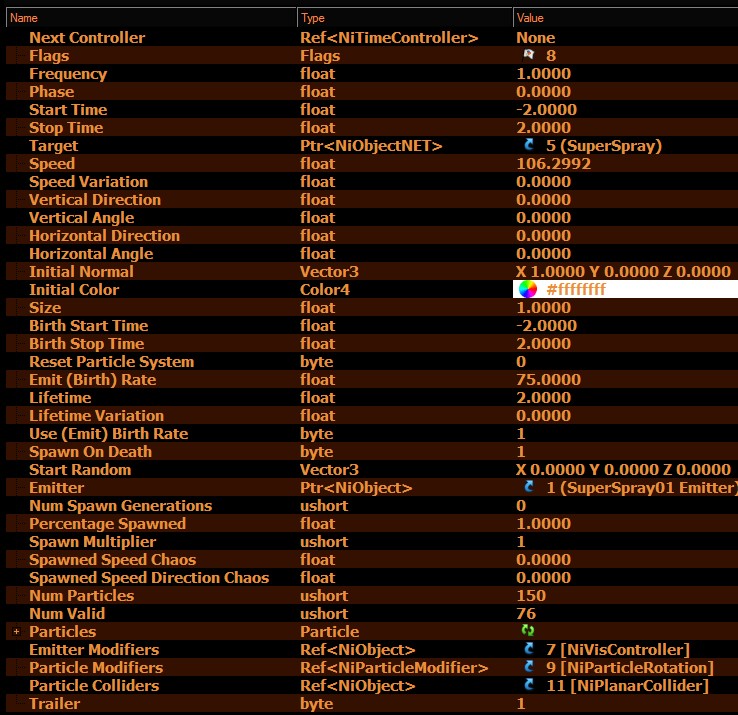 Name Type Value
Next Controller Ref<NiTimeController> None
Flags Flags 8
Frequency float 1.0000
Phase float 0.0000
Start Time float -2.0000
Stop Time float 2.0000
Target Ptr<NiObjectNET> 5 (SuperSpray)
Speed float 106.2992
Speed Variation float 0.0000
Vertical Direction float 0.0000
Vertical Angle float 0.0000
Horizontal Direction float 0.0000
Horizontal Angle float 0.0000
Initial Normal Vector3 X 1.0000 Y 0.0000 Z 0.0000
Initial Color Color4 #ffffffff
Size float 1.0000
Birth Start Time float -2.0000
Birth Stop Time float 2.0000
Reset Particle System byte 0
Emit (Birth) Rate float 75.0000
Lifetime float 2.0000
Lifetime Variation float 0.0000
Use (Emit) Birth Rate byte 1
Spawn On Death byte 1
Start Random Vector3 X 0.0000 Y 0.0000 Z 0.0000
Emitter Ptr<NiObject> 1 (SuperSpray01 Emitter)
Num Spawn Generations ushort 0
Percentage Spawned float 1.0000
Spawn Multiplier ushort 1
Spawned Speed Chaos float 0.0000
Spawned Speed Direction Chaos float 0.0000
Num Particles ushort 150
Num Valid ushort 76
Particles Particle
Emitter Modifiers Ref<NiObject> 7 [NiVisController]
Particle Modifiers Ref<NiParticleModifier> 9 [NiParticleRotation]
Particle Colliders Ref<NiObject> 11 [NiPlanarCollider]
Trailer byte 1